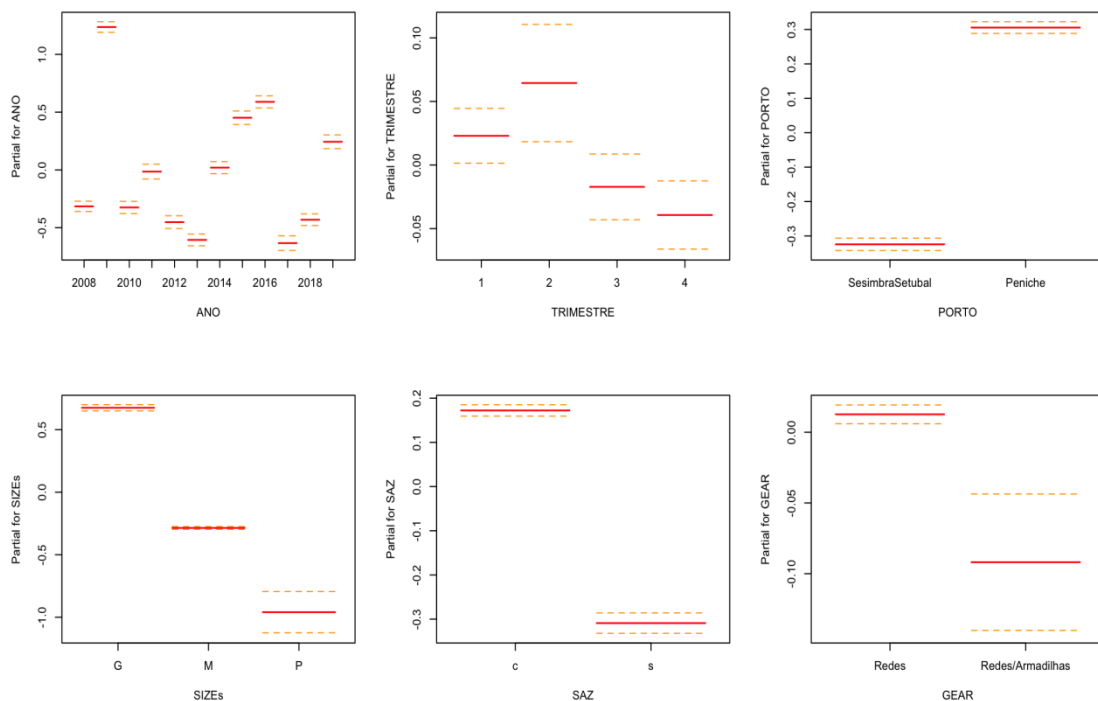 Partial for ANO
1.0
0.5
0.0
-0.5
2008 2010 2012 2014 2016 2018
ANO
Partial for TRIMESTRE
0.10
0.05
0.00
-0.05
1 2 3 4
TRIMESTRE
Partial for PORTO
0.3
0.2
0.1
0.0
-0.1
-0.2
-0.3
SesimbraSetubal Peniche
PORTO
Partial for SIZEs
0.5
0.0
-0.5
-1.0
G M P
SIZEs
Partial for SAZ
0.2
0.1
0.0
-0.1
-0.2
-0.3
c s
SAZ
Partial for GEAR
0.00
-0.05
-0.10
Redes Redes/Armadilhas
GEAR